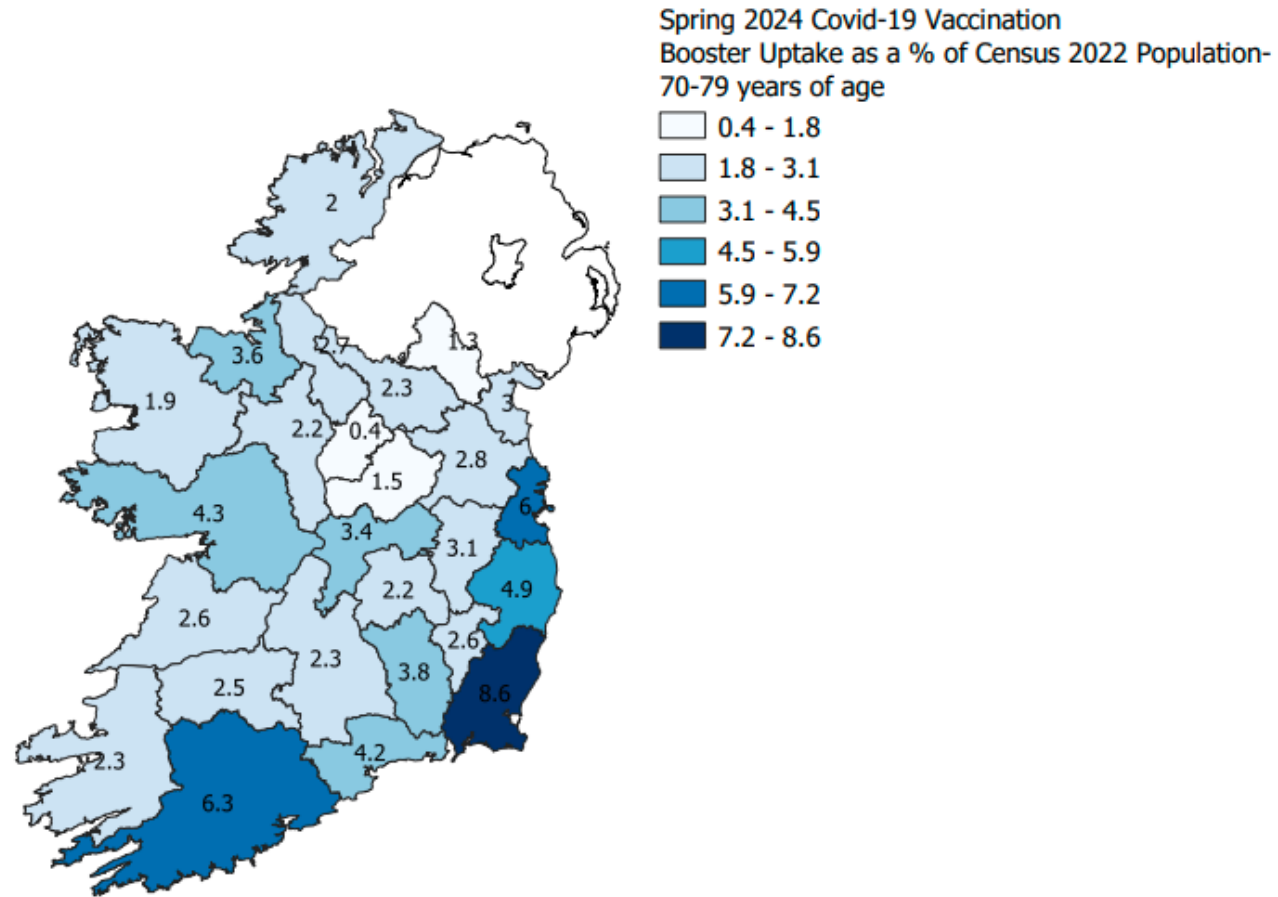 Spring 2024 Covid-19 Vaccination
Booster Uptake as a % of Census 2022 Population-
70-79 years of age
0.4 - 1.8
1.8 - 3.1
3.1 - 4.5
4.5 - 5.9
5.9 - 7.2
7.2 - 8.6
2
1.3
2.7
3.6
2.3
1.9
3
2.2
0.4
2.8
1.5
6
4.3
3.4
3.1
2.2
4.9
2.6
2.6
2.3
3.8
2.5
8.6
4.2
2.3
6.3